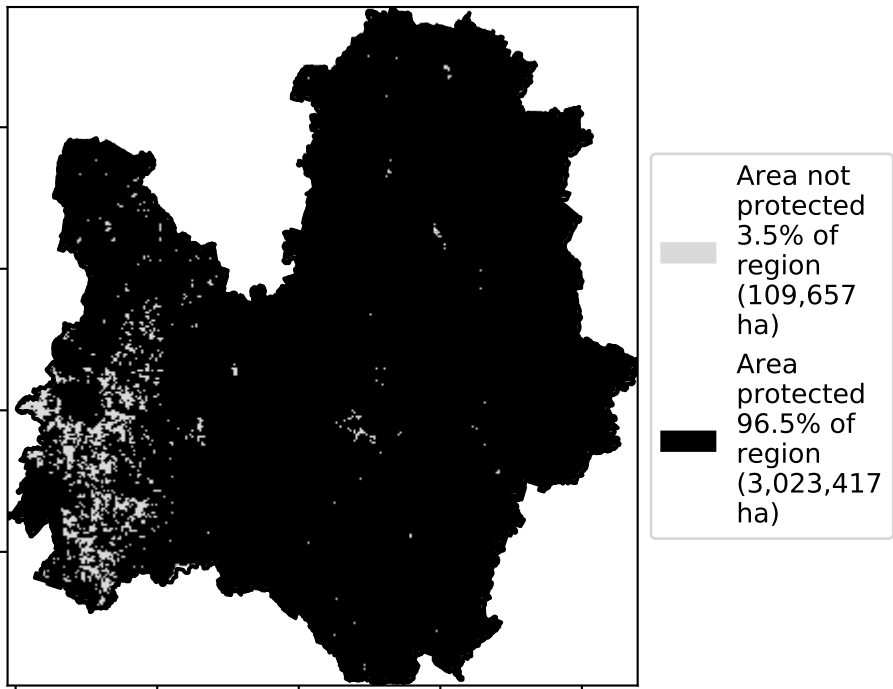 Area not
protected
3.5% of
region
(109,657
ha)
Area
protected
96.5% of
region
(3,023,417
ha)